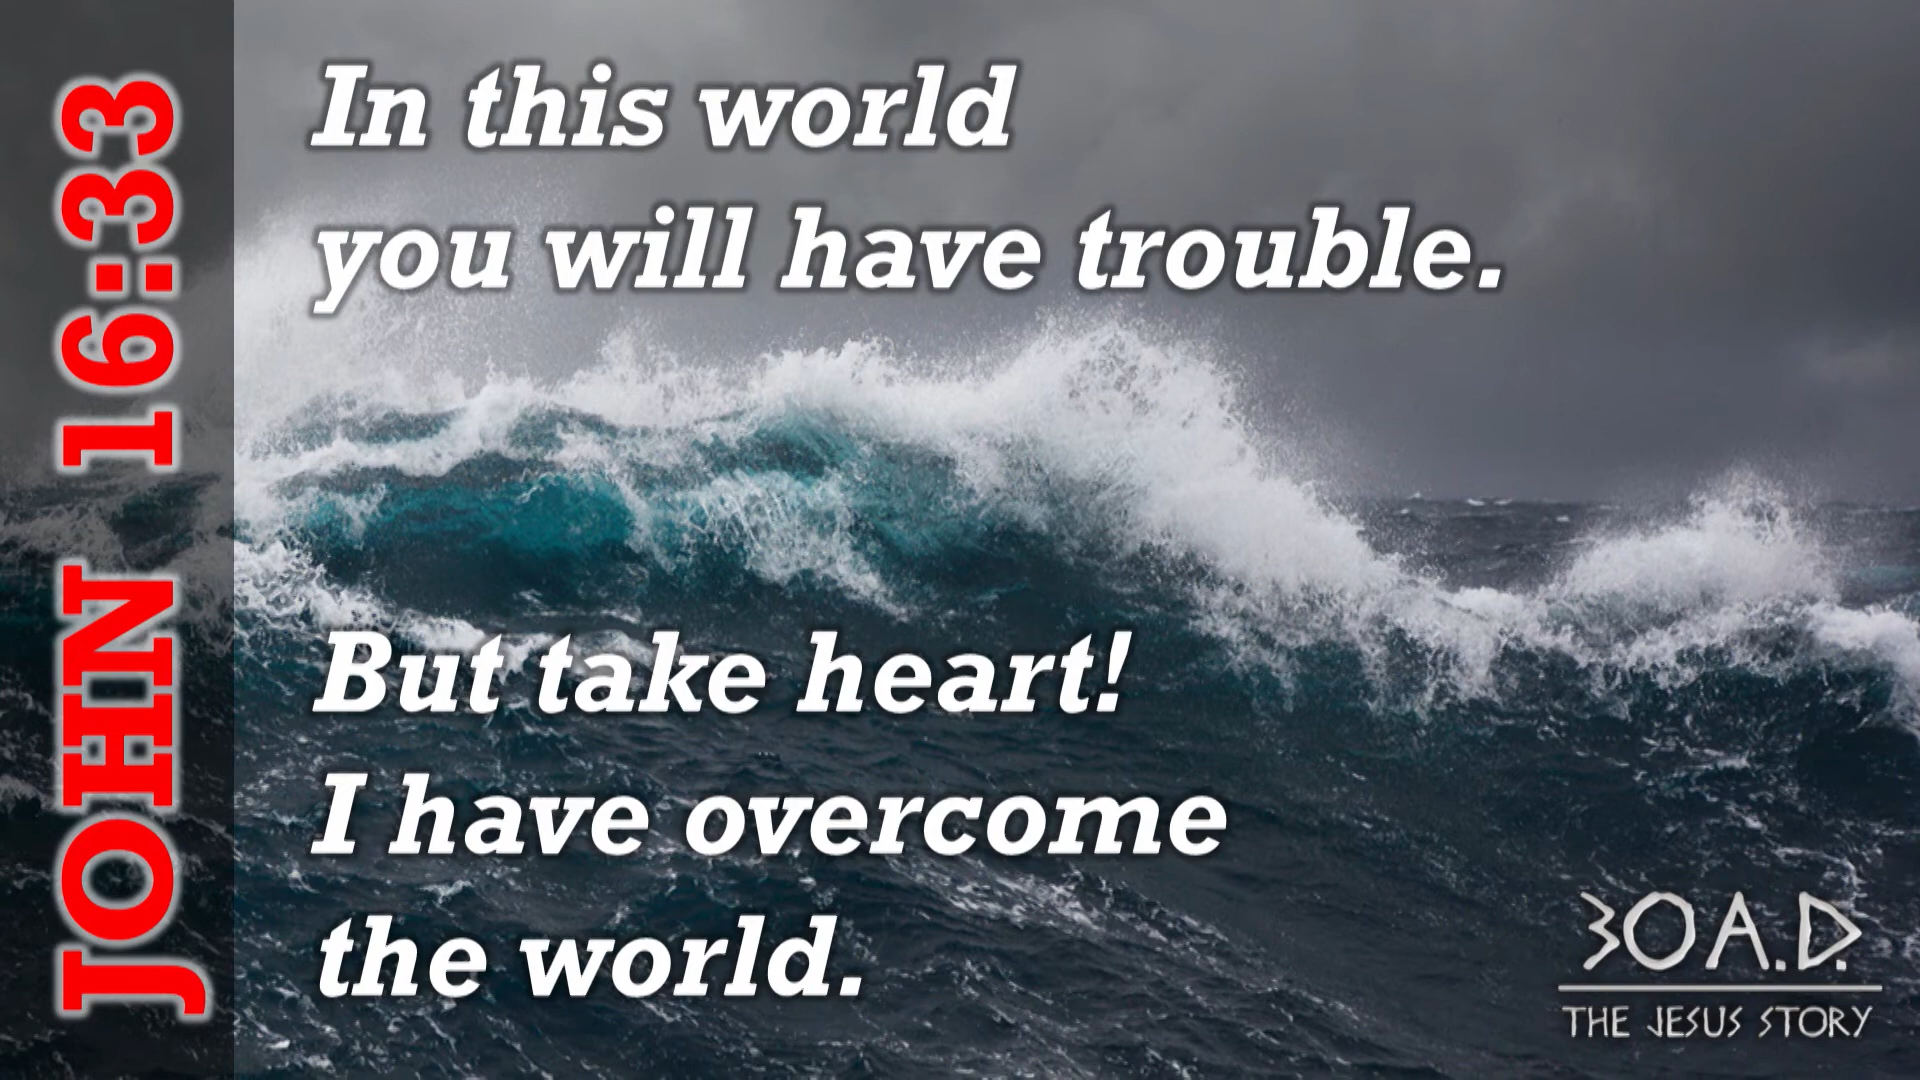 JOHN 16:33
In this world
you will have trouble.
But take heart!
I have overcome
the world.
30 A.D.
THE JESUS STORY